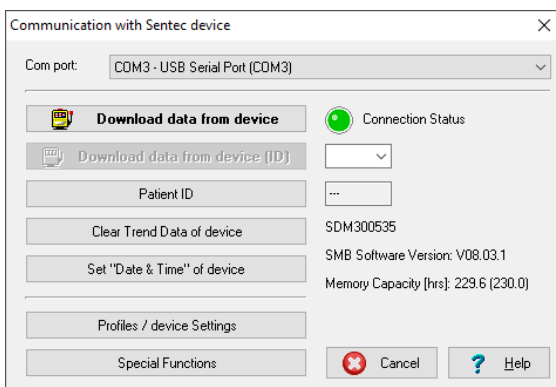 Communication with Sentec device
Com port: COM3 - USB Serial Port (COM3)
Download data from device Connection Status
Download data from device (ID)
Patient ID ---
Clear Trend Data of device SDM300535
SMB Software Version: V08.03.1
Set "Date & Time" of device
Memory Capacity [hrs]: 229.6 (230.0)
Profiles / device Settings
Special Functions Cancel Help